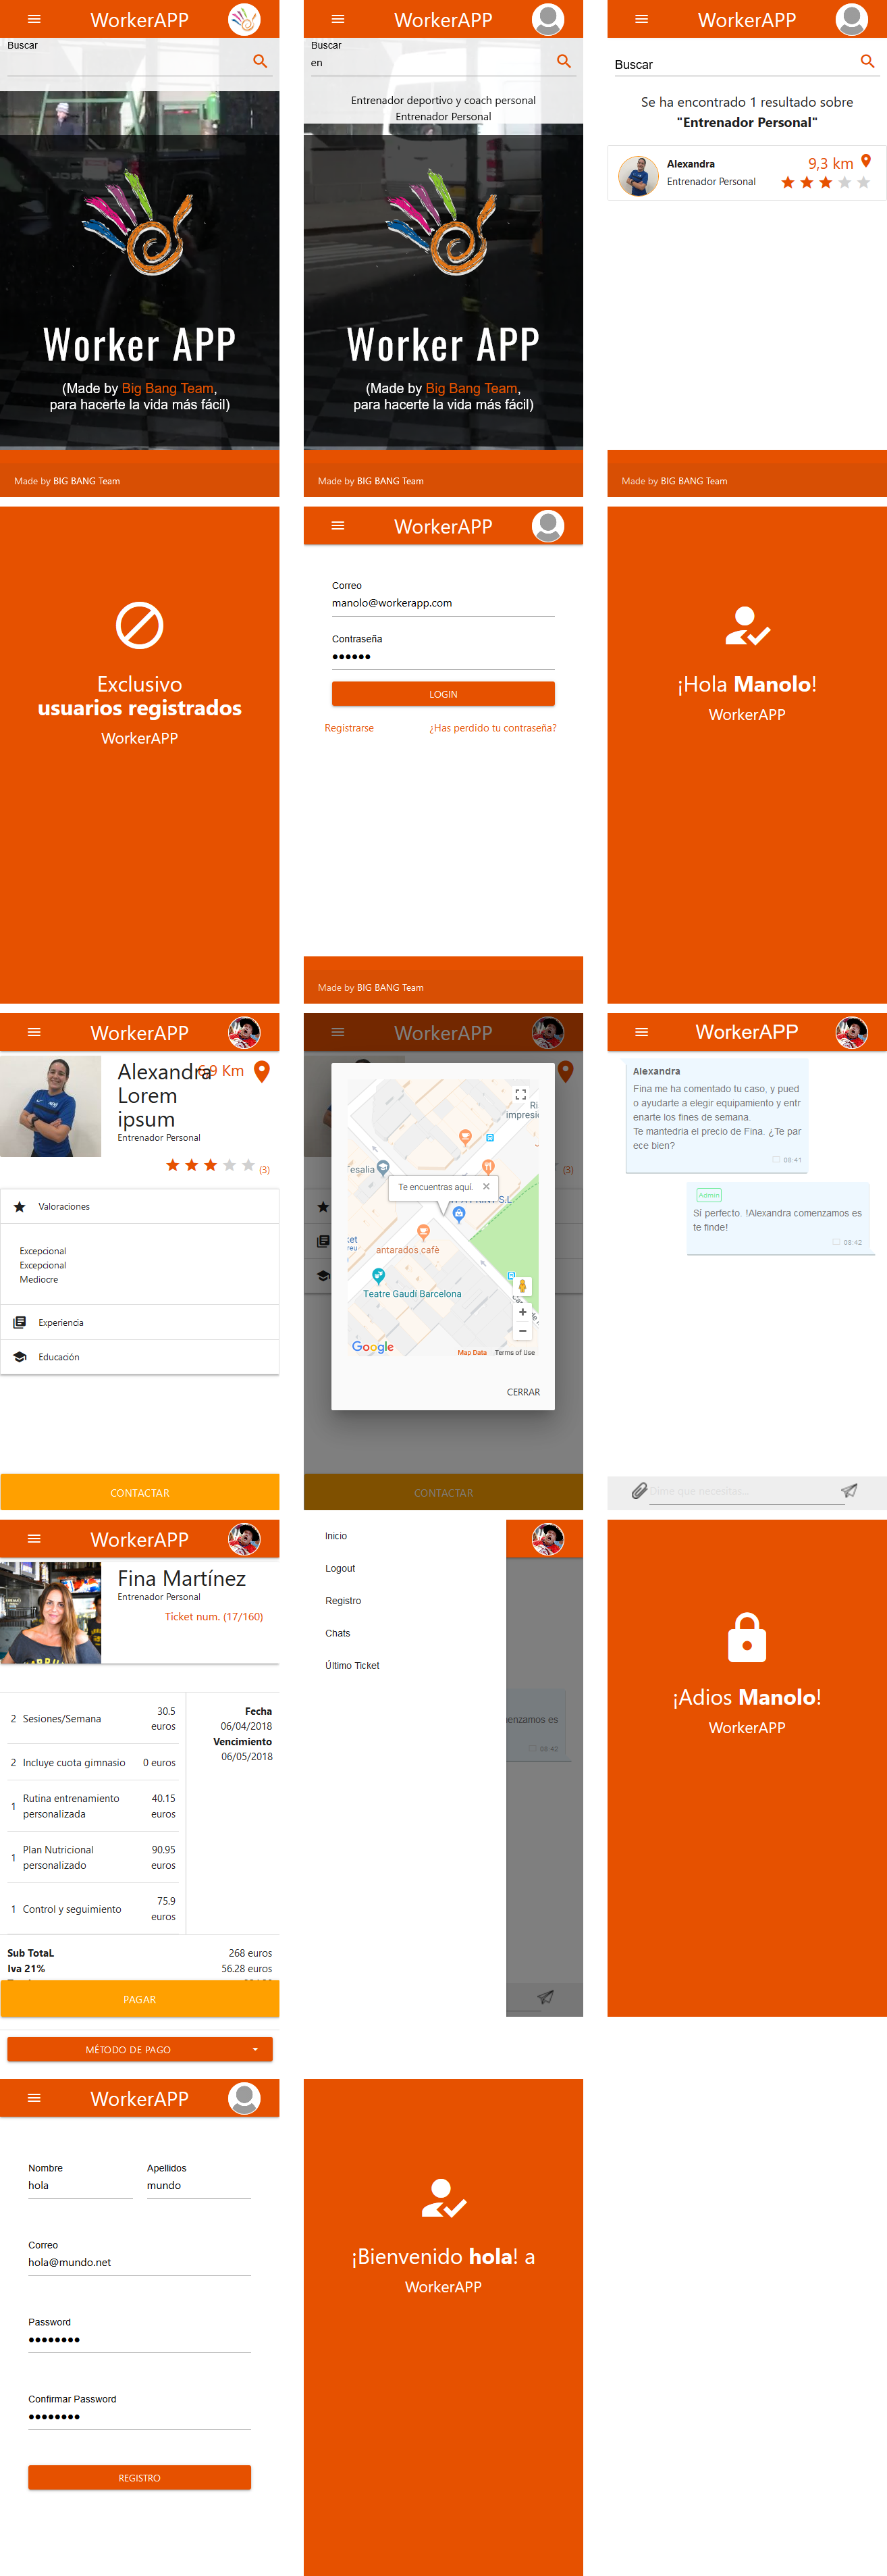 WorkerAPP
Buscar
Worker APP
(Made by Big Bang Team,
para hacerte la vida más fácil)
Made by BIG BANG Team
WorkerAPP
Buscar
en
Entrenador deportivo y coach personal
Entrenador Personal
Worker APP
(Made by Big Bang Team,
para hacerte la vida más fácil)
Made by BIG BANG Team
WorkerAPP
Buscar
Se ha encontrado 1 resultado sobre
"Entrenador Personal"
Alexandra
9,3 km
Entrenador Personal
Made by BIG BANG Team
Exclusivo
usuarios registrados
WorkerAPP
WorkerAPP
Correo
manolo@workerapp.com
Contraseña
●●●●●●
LOGIN
Registrarse
¿Has perdido tu contraseña?
Made by BIG BANG Team
¡Hola Manolo!
WorkerAPP
WorkerAPP
Alexandra
9 Km
Lorem
ipsum
Entrenador Personal
(3)
Valoraciones
Excepcional
Excepcional
Mediocre
Experiencia
Educación
CONTACTAR
WorkerAPP
Ri
impresi
esalia
Te encuentras aquí.
S.L
(3)
ket
reu
antarados cafè
Teatre Gaudí Barcelona
Google
Map Data
Terms of Use
CERRAR
CONTACTAR
WorkerAPP
Alexandra
Fina me ha comentado tu caso, y pued
o ayudarte a elegir equipamiento y entr
enarte los fines de semana.
Te mantedria el precio de Fina. ¿Te par
ece bien?
08:41
Admin
Sí perfecto. !Alexandra comenzamos es
te finde!
08:42
Dime que necesitas...
WorkerAPP
Fina Martínez
Entrenador Personal
Ticket num. (17/160)
2 Sesiones/Semana 30.5
euros
2 Incluye cuota gimnasio 0 euros
1 Rutina entrenamiento
personalizada
40.15
euros
1 Plan Nutricional
personalizado
90.95
euros
1 Control y seguimiento 75.9
euros
Fecha
06/04/2018
Vencimiento
06/05/2018
Sub TotaL 268 euros
Iva 21% 56.28 euros
PAGAR
MÉTODO DE PAGO
Inicio
Logout
Registro
Chats
Último Ticket
enzamos es
08:42
¡Adios Manolo!
WorkerAPP
WorkerAPP
Nombre
hola
Apellidos
mundo
Correo
hola@mundo.net
Password
●●●●●●●●
Confirmar Password
●●●●●●●●
REGISTRO
¡Bienvenido hola! a
WorkerAPP